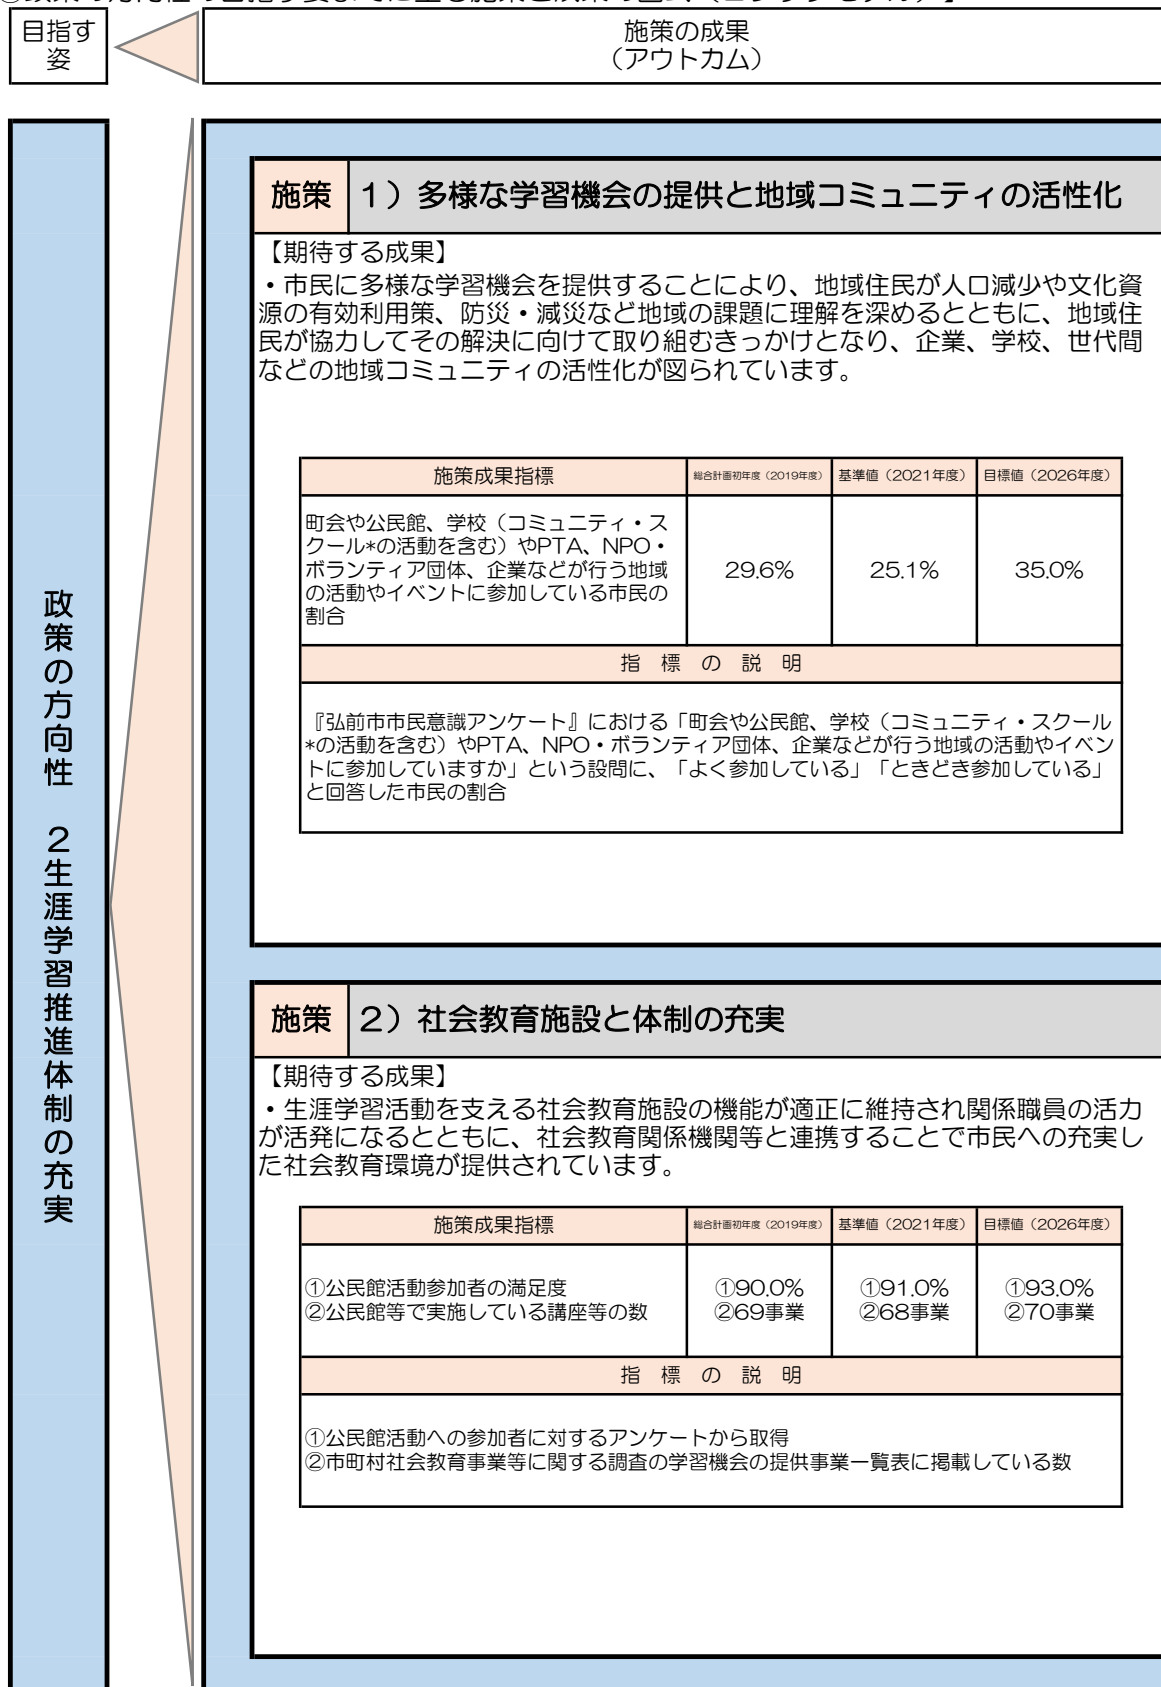 目指す
姿
施策の成果
（アウトカム）
政策の方向性　２生涯学習推進体制の充実
施策
１）多様な学習機会の提供と地域コミュニティの活性化
【期待する成果】
・市民に多様な学習機会を提供することにより、地域住民が人口減少や文化資
源の有効利用策、防災・減災など地域の課題に理解を深めるとともに、地域住
民が協力してその解決に向けて取り組むきっかけとなり、企業、学校、世代間
などの地域コミュニティの活性化が図られています。
施策成果指標
総合計画初年度（2019年度）
基準値（2021年度）
目標値（2026年度）
町会や公民館、学校（コミュニティ・ス
クール*の活動を含む）やPTA、NPO・
ボランティア団体、企業などが行う地域
の活動やイベントに参加している市民の
割合
29.6%
25.1%
35.0%
指　標　の　説　明
『弘前市市民意識アンケート』における「町会や公民館、学校（コミュニティ・スクール
*の活動を含む）やPTA、NPO・ボランティア団体、企業などが行う地域の活動やイベン
トに参加していますか」という設問に、「よく参加している」「ときどき参加している」
と回答した市民の割合
施策
２）社会教育施設と体制の充実
【期待する成果】
・生涯学習活動を支える社会教育施設の機能が適正に維持され関係職員の活力
が活発になるとともに、社会教育関係機関等と連携することで市民への充実し
た社会教育環境が提供されています。
施策成果指標
総合計画初年度（2019年度）
基準値（2021年度）
目標値（2026年度）
①公民館活動参加者の満足度
②公民館等で実施している講座等の数
①90.0%
②69事業
①91.0%
②68事業
①93.0%
②70事業
指　標　の　説　明
①公民館活動への参加者に対するアンケートから取得
②市町村社会教育事業等に関する調査の学習機会の提供事業一覧表に掲載している数